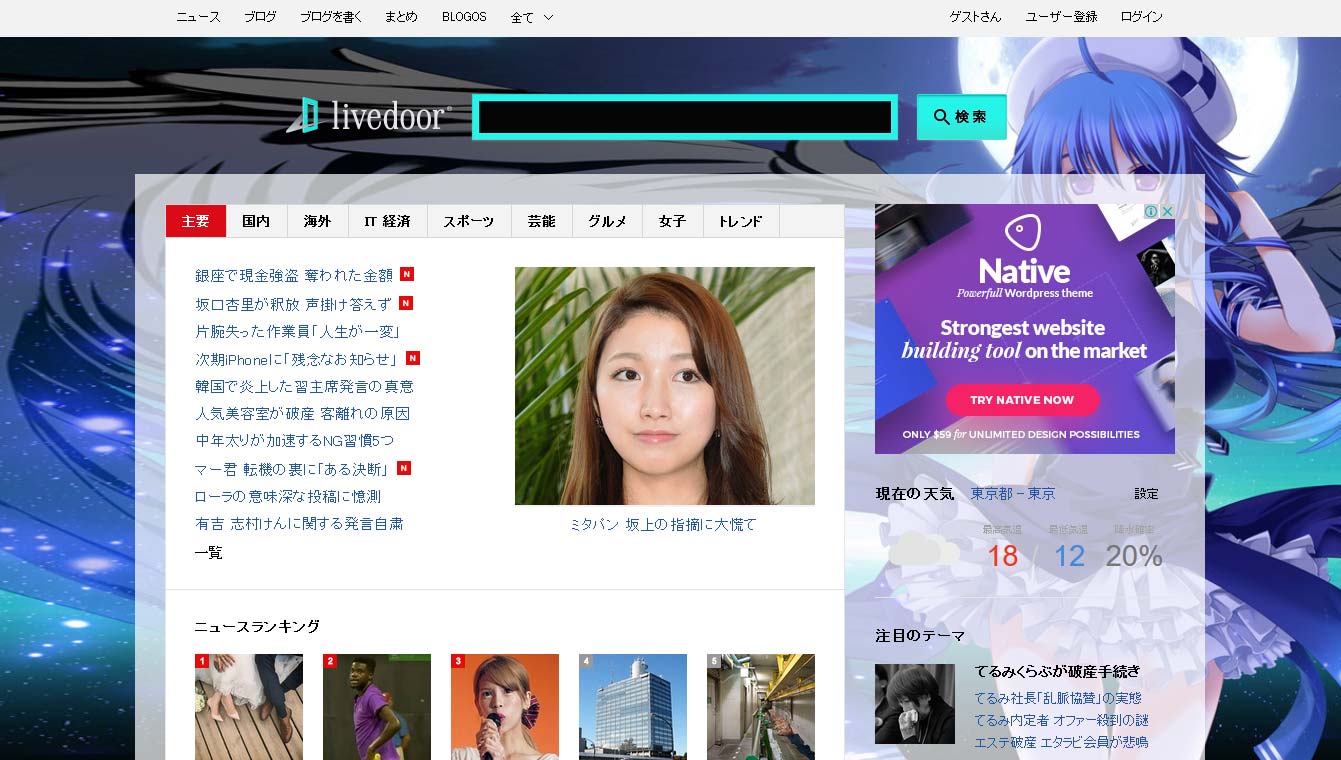 ニュース ブログ ブログを書く まとめ BLOGOS 全て ゲストさん ユーザー登録 ログイン
livedoor® 検索
主要 国内 海外 IT 経済 スポーツ 芸能 グルメ 女子 トレンド
銀座で現金強盗 奪われた金額 N
坂口杏里が釈放 声掛け答えず N
片腕失った作業員「人生が一変」
次期iPhoneに「残念なお知らせ」 N
韓国で炎上した習主席発言の真意
人気美容室が破産 客離れの原因
中年太りが加速するNG習慣5つ
マー君 転機の裏に「ある決断」 N
ローラの意味深な投稿に憶測
有吉 志村けんに関する発言自粛
一覧
ミタパン 坂上の指摘に大慌て
ニュースランキング
1 2 3 4 5
Native
Powerfull Wordpress theme
Strongest website
building tool on the market
TRY NATIVE NOW
ONLY $59 for UNLIMITED DESIGN POSSIBILITIES
現在の天気 東京都 − 東京 設定
最高気温 最低気温 降水確率
18 / 12 20%
注目のテーマ
てるみくらぶが破産手続き
てるみ社長「乱脈協賛」の実態
てるみ内定者 オファー殺到の謎
エステ破産 エタラビ会員が悲鳴